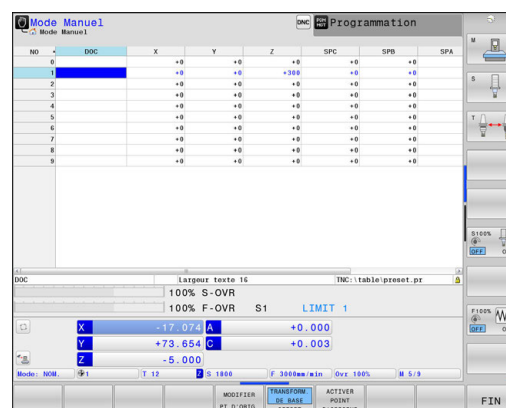 Mode Manuel
Mode Manuel
DNC
Programmation
NO DOC X Y Z SPC SPB SPA
0 +0 +0 +0 +0 +0
1 +0 +0 +300 +0 +0
2 +0 +0 +0 +0 +0
3 +0 +0 +0 +0 +0
4 +0 +0 +0 +0 +0
5 +0 +0 +0 +0 +0
6 +0 +0 +0 +0 +0
7 +0 +0 +0 +0 +0
8 +0 +0 +0 +0 +0
9 +0 +0 +0 +0 +0
DOC Largeur texte 16 TNC:\table\preset.pr
100% S-OVR
100% F-OVR S1 LIMIT 1
X -17.074 A +0.000
Y +73.654 C +0.003
Z -5.000
Mode: NOM. 1 T 12 Z S 1800 F 3000mm/min Ovr 100% M 5/9
MODIFIER
PT D'ORIG.
TRANSFORM.
DE BASE
ACTIVER
POINT
FIN
M
S
T
S100%
OFF
F100%
OFF